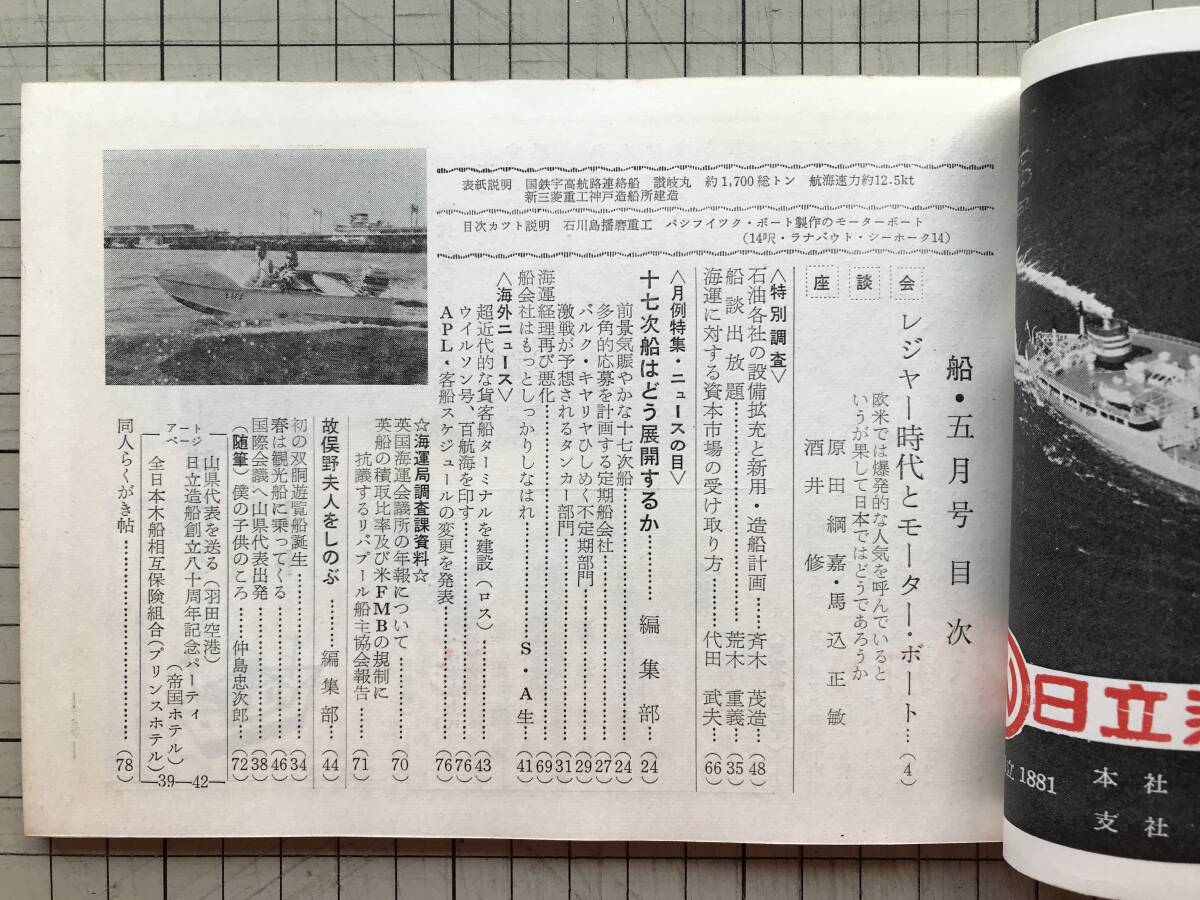 表紙説明 国鉄宇高航路連絡船 讃岐丸 約1,700総トン 航海速力約12.5kt
新三菱重工神戸造船所建造
目次カツト説明 石川島播磨重工 パシフイツク・ボート製作のモーターボート
(14呎・ラナバウト・シーホーク14)
船・五月号 目次
座談会
レジヤー時代とモーター・ボート…(4)
欧米では爆発的な人気を呼んでいると
いうが果して日本ではどうであろうか
原田綱嘉・馬込正敏
酒井修
〈特別調査〉
石油各社の設備拡充と新用・造船計画…斉木茂造…(48)
船談出放題…荒木重義…(35)
海運に対する資本市場の受け取り方…代田武夫…(66)
〈月例特集・ニュースの目〉
十七次船はどう展開するか…編集部…(24)
前景気賑やかな十七次船…(24)
多角的応募を計画する定期船会社…(27)
バルク・キヤリヤひしめく不定期部門…(29)
激戦が予想されるタンカー部門…(31)
海運経理再び悪化…(69)
船会社はもっとしっかりしなはれ…S・A生…(41)
〈海外ニュース〉
超近代的な貨客船ターミナルを建設(ロス)…(43)
ウイルソン号、百航海を印す…(76)
APL・客船スケジュールの変更を発表…(76)
☆海運局調査課資料☆
英国海運会議所の年報について…(70)
英船の積取比率及び米FMBの規制に
抗議するリバプール船主協会報告…(71)
故俣野夫人をしのぶ…編集部…(44)
初の双胴遊覧船誕生…(34)
春は観光船に乗ってくる…(46)
国際会議へ山県代表出発…(38)
(随筆)僕の子供のころ…仲島忠次郎…(72)
アベートジ
山県代表を送る(羽田空港)
日立造船創立八十周年記念パーティ
(帝国ホテル)
全日本木船相互保険組合(プリンスホテル)
39―42
同人らくがき帖…(78)
日立
立 1881
本社
支社